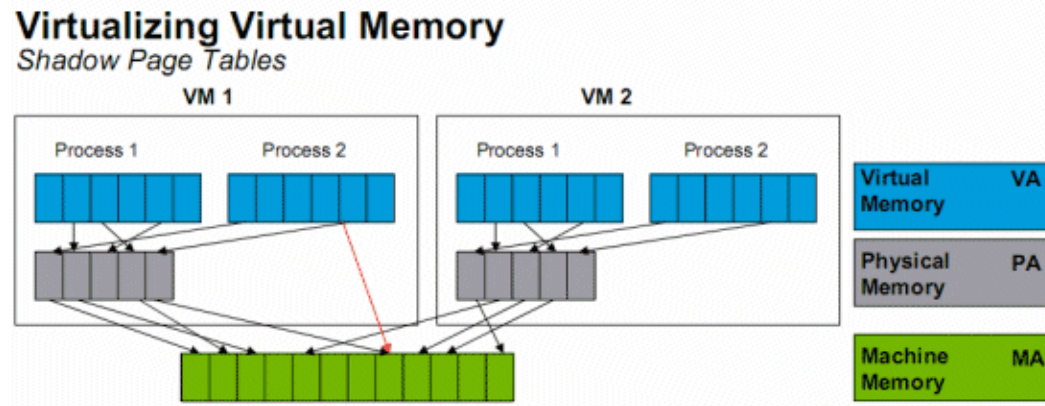 Virtualizing Virtual Memory
Shadow Page Tables
VM 1
VM 2
Process 1
Process 2
Process 1
Process 2
Virtual VA
Memory
Physical PA
Memory
Machine MA
Memory